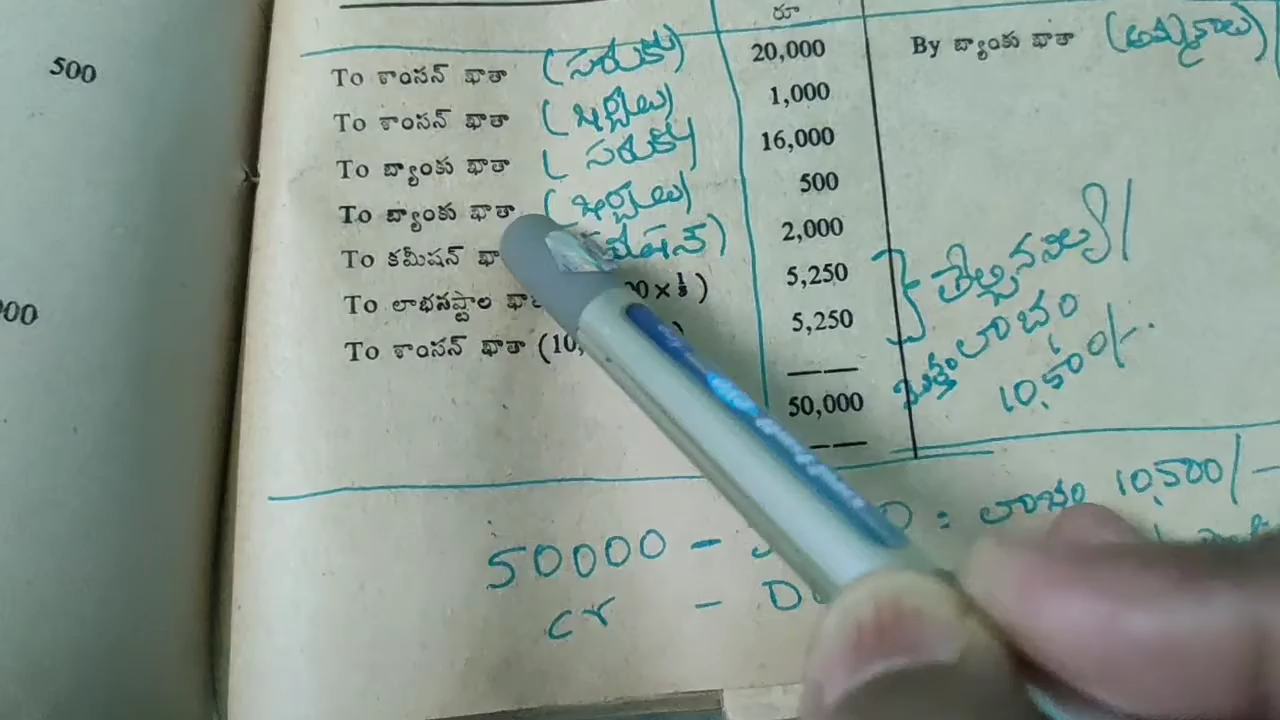 500
రూ
To శాంసన్ ఖాతా (సరుకు) 20,000 By బ్యాంకు ఖాతా (అమ్మకాలు)
To శాంసన్ ఖాతా (ఖర్చులు) 1,000
To బ్యాంకు ఖాతా (సరుకు) 16,000
To బ్యాంకు ఖాతా (ఖర్చులు) 500
To కమీషన్ 2,000
To లాభనష్టాల 5,250 } తేల్చిన నిల్వ
To శాంసన్ ఖాతా (10, 5,250 మొత్తం లాభం
50,000 10,500/-
50000 - = లాభం 10,500/-
cr -